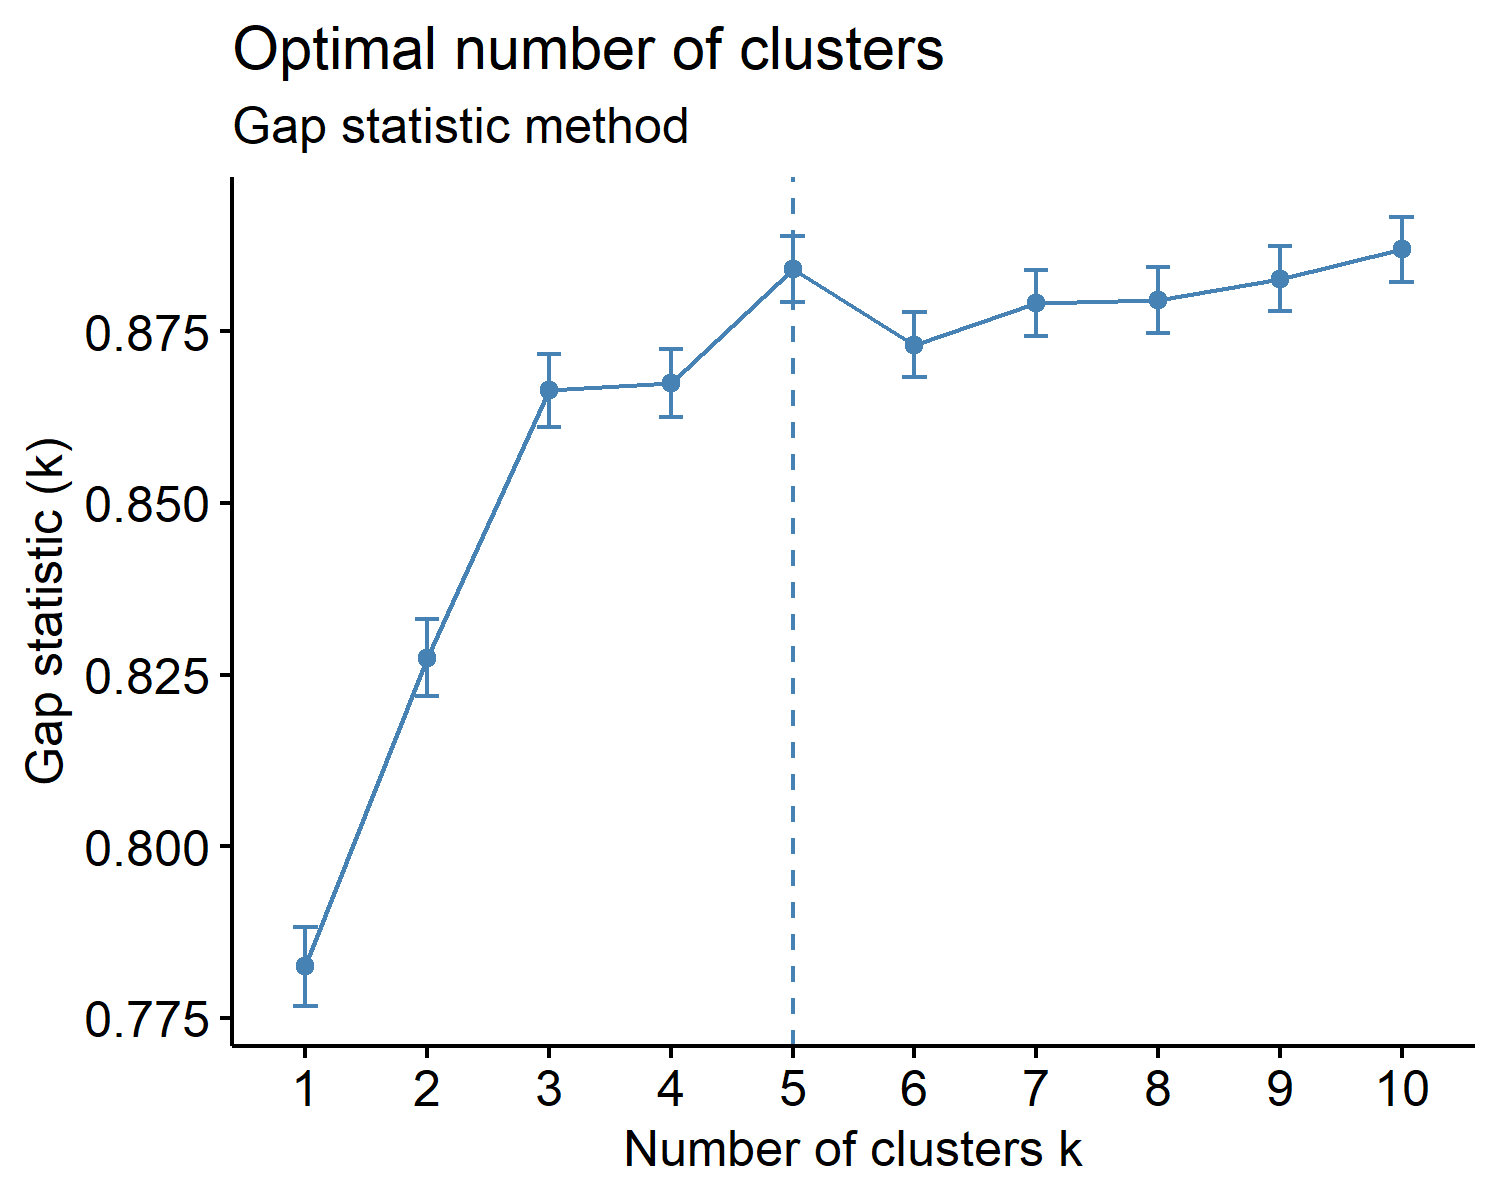 Optimal number of clusters
Gap statistic method
Gap statistic (k)
0.875
0.850
0.825
0.800
0.775
1 2 3 4 5 6 7 8 9 10
Number of clusters k